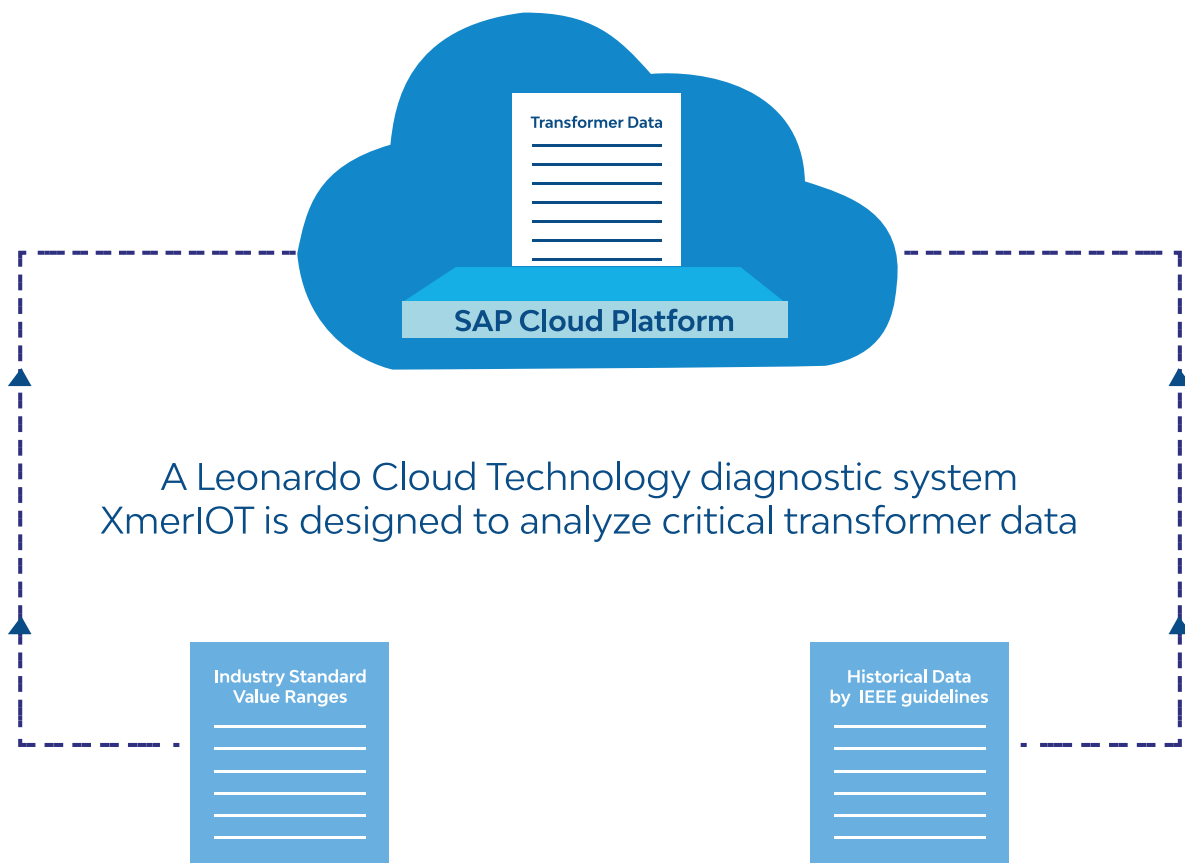 Transformer Data
SAP Cloud Platform
A Leonardo Cloud Technology diagnostic system
XmerIOT is designed to analyze critical transformer data
Industry Standard
Value Ranges
Historical Data
by IEEE guidelines